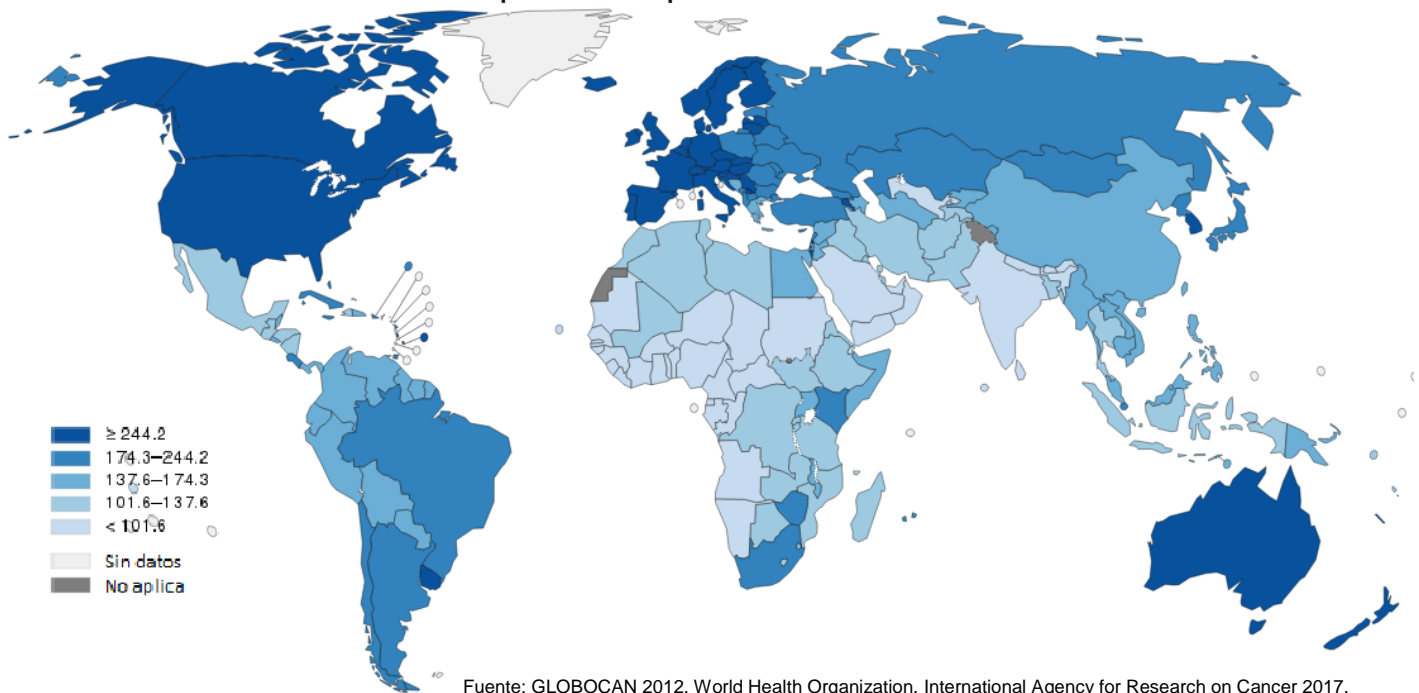 ≥ 244.2
174.3–244.2
137.6–174.3
101.6–137.6
< 101.6
Sin datos
No aplica
Fuente: GLOBOCAN 2012. World Health Organization. International Agency for Research on Cancer 2017.